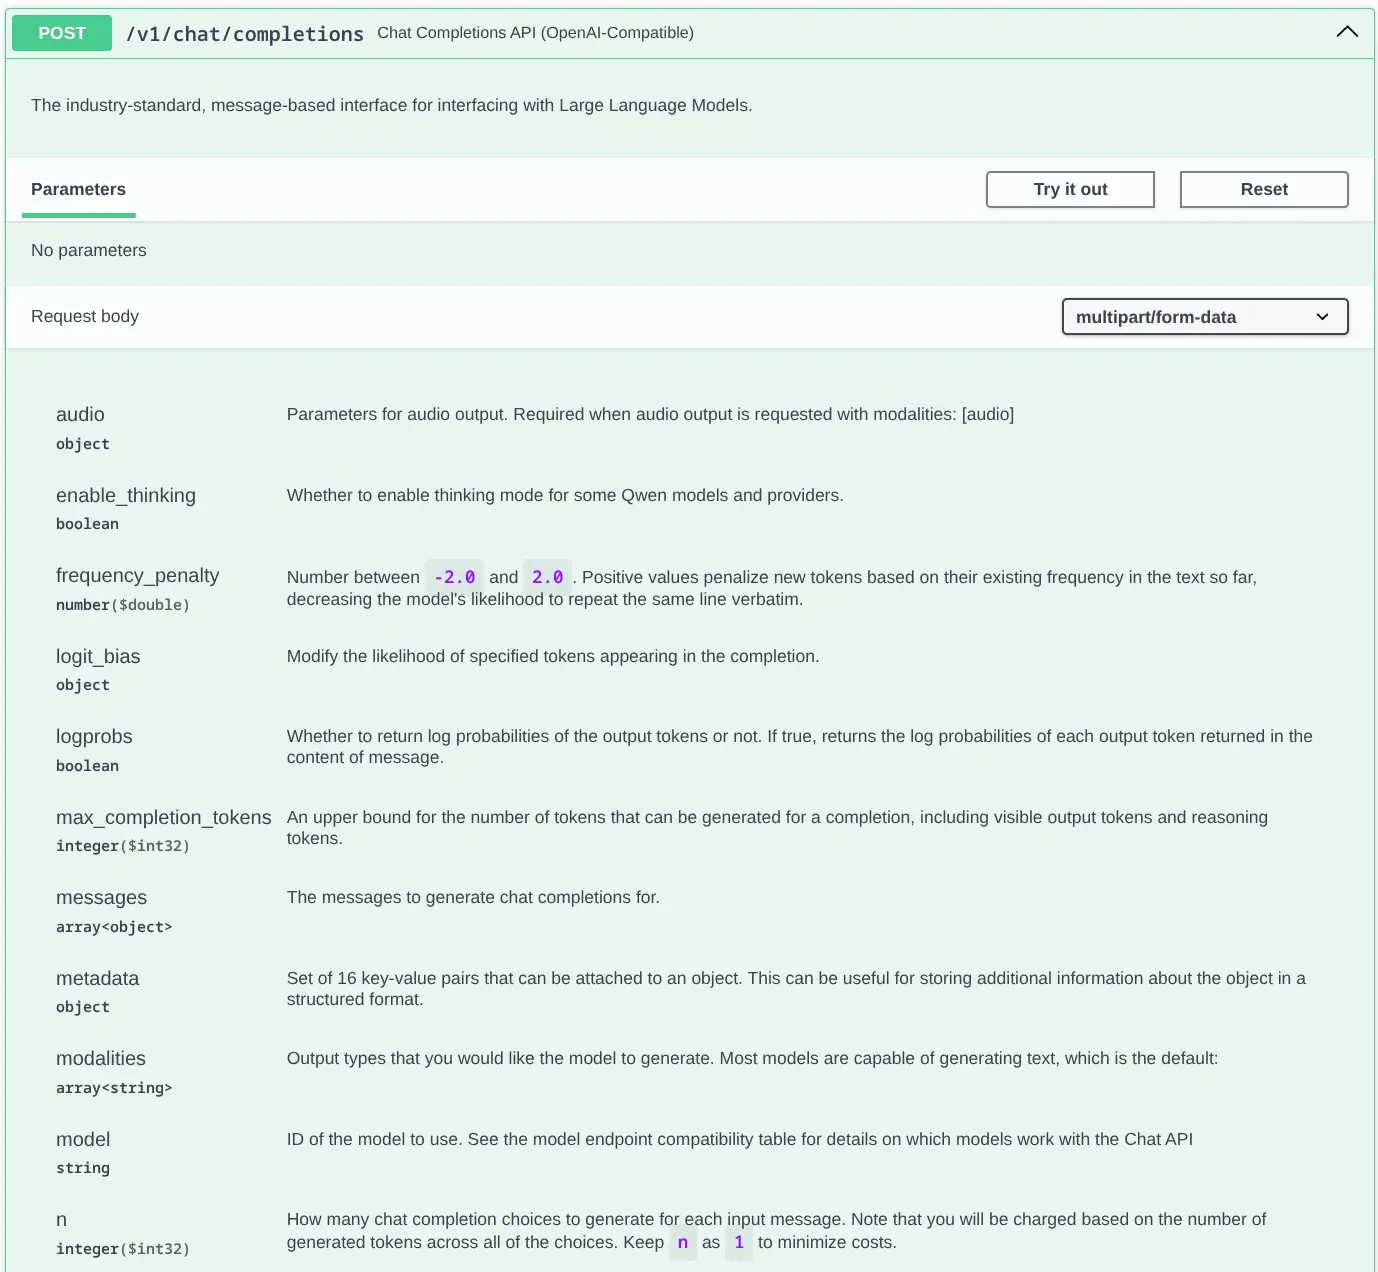 POST /v1/chat/completions Chat Completions API (OpenAI-Compatible)
The industry-standard, message-based interface for interfacing with Large Language Models.
Parameters Try it out Reset
No parameters
Request body multipart/form-data
audio Parameters for audio output. Required when audio output is requested with modalities: [audio]
object
enable_thinking Whether to enable thinking mode for some Qwen models and providers.
boolean
frequency_penalty Number between -2.0 and 2.0 . Positive values penalize new tokens based on their existing frequency in the text so far,
number($double) decreasing the model's likelihood to repeat the same line verbatim.
logit_bias Modify the likelihood of specified tokens appearing in the completion.
object
logprobs Whether to return log probabilities of the output tokens or not. If true, returns the log probabilities of each output token returned in the
boolean content of message.
max_completion_tokens An upper bound for the number of tokens that can be generated for a completion, including visible output tokens and reasoning
integer($int32) tokens.
messages The messages to generate chat completions for.
array<object>
metadata Set of 16 key-value pairs that can be attached to an object. This can be useful for storing additional information about the object in a
object structured format.
modalities Output types that you would like the model to generate. Most models are capable of generating text, which is the default:
array<string>
model ID of the model to use. See the model endpoint compatibility table for details on which models work with the Chat API
string
n How many chat completion choices to generate for each input message. Note that you will be charged based on the number of
integer($int32) generated tokens across all of the choices. Keep n as 1 to minimize costs.